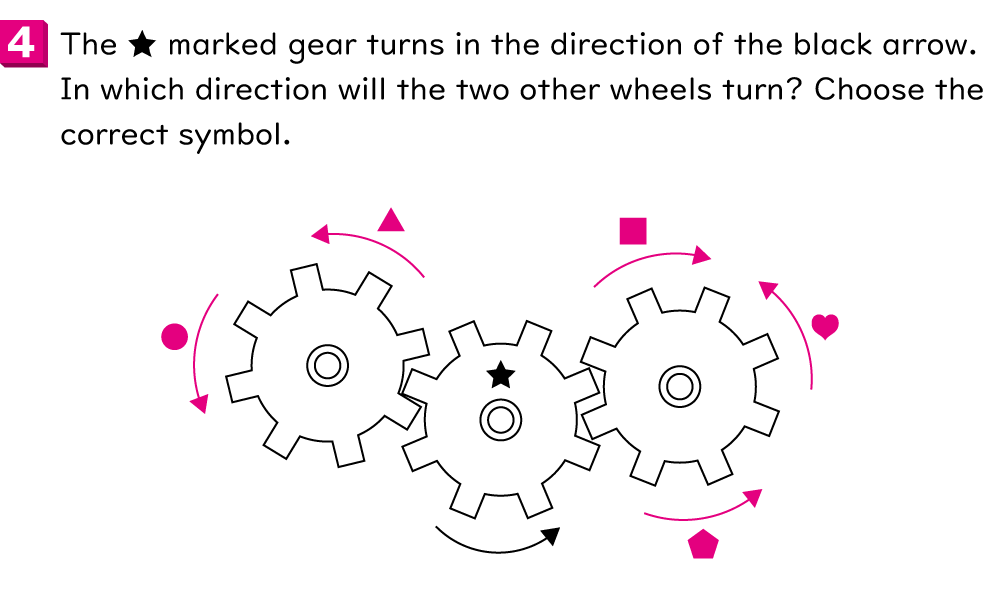 4 The ★ marked gear turns in the direction of the black arrow.
In which direction will the two other wheels turn? Choose the
correct symbol.